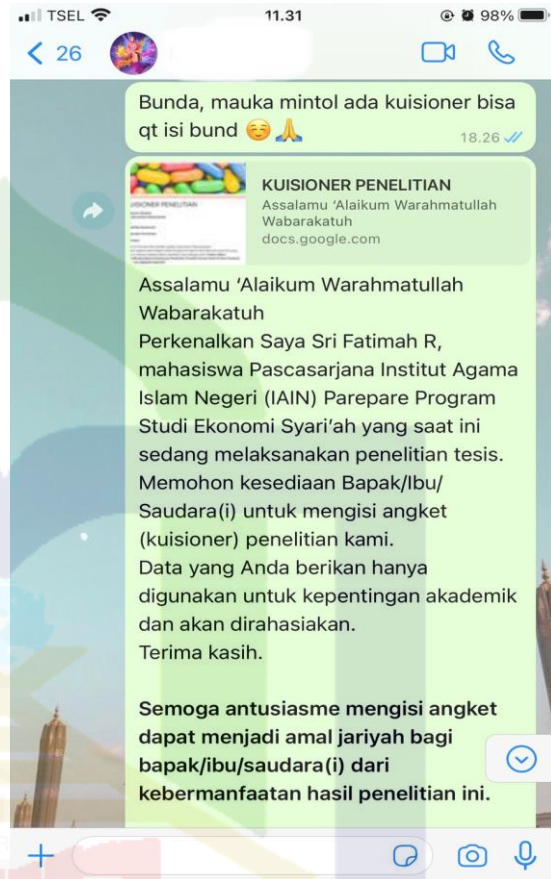 TSEL 11.31 98%
26
Bunda, mauka mintol ada kuisioner bisa
qt isi bund
18.26
KUISIONER PENELITIAN
Assalamu 'Alaikum Warahmatullah
Wabarakatuh
docs.google.com
Assalamu 'Alaikum Warahmatullah
Wabarakatuh
Perkenalkan Saya Sri Fatimah R,
mahasiswa Pascasarjana Institut Agama
Islam Negeri (IAIN) Parepare Program
Studi Ekonomi Syari'ah yang saat ini
sedang melaksanakan penelitian tesis.
Memohon kesediaan Bapak/Ibu/
Saudara(i) untuk mengisi angket
(kuisioner) penelitian kami.
Data yang Anda berikan hanya
digunakan untuk kepentingan akademik
dan akan dirahasiakan.
Terima kasih.
Semoga antusiasme mengisi angket
dapat menjadi amal jariyah bagi
bapak/ibu/saudara(i) dari
kebermanfaatan hasil penelitian ini.